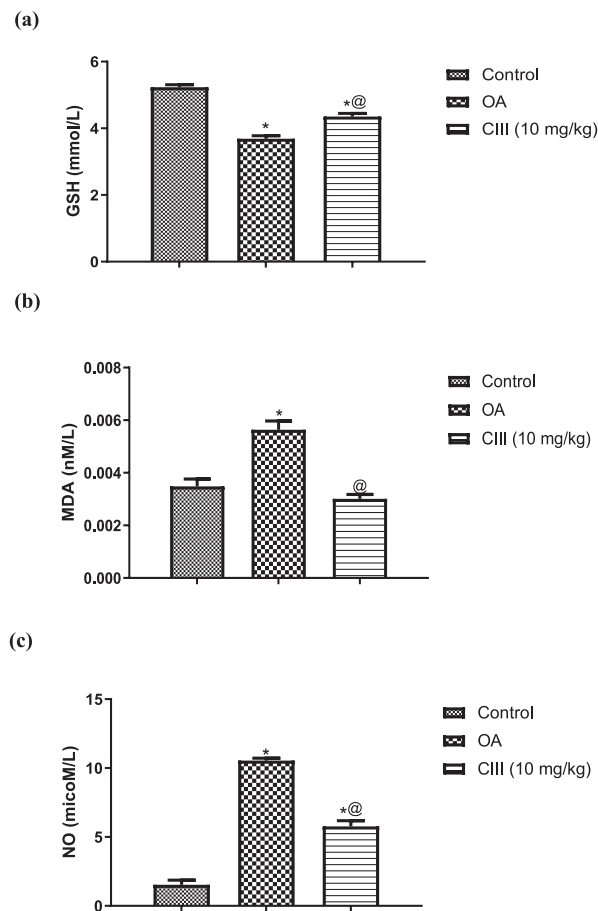 (a)
6
4
2
0
GSH (mmol/L)
*
*@
Control
OA
CIII (10 mg/kg)
(b)
0.008
0.006
0.004
0.002
0.000
MDA (nM/L)
*
@
Control
OA
CIII (10 mg/kg)
(c)
15
10
5
0
NO (micoM/L)
*
*@
Control
OA
CIII (10 mg/kg)